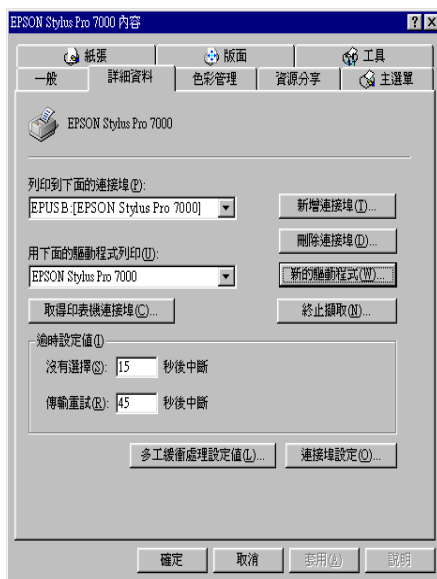 EPSON Stylus Pro 7000 內容
紙張 版面 工具
一般 詳細資料 色彩管理 資源分享 主選單
EPSON Stylus Pro 7000
列印到下面的連接埠(P):
EPUSB:[EPSON Stylus Pro 7000]
新增連接埠(T)...
刪除連接埠(D)...
用下面的驅動程式列印(U):
EPSON Stylus Pro 7000
新的驅動程式(W)...
取得印表機連接埠(C)...
終止擷取(N)...
逾時設定值(I)
沒有選擇(S): 15 秒後中斷
傳輸重試(R): 45 秒後中斷
多工緩衝處理設定值(L)...
連接埠設定(O)...
確定 取消 套用(A) 說明